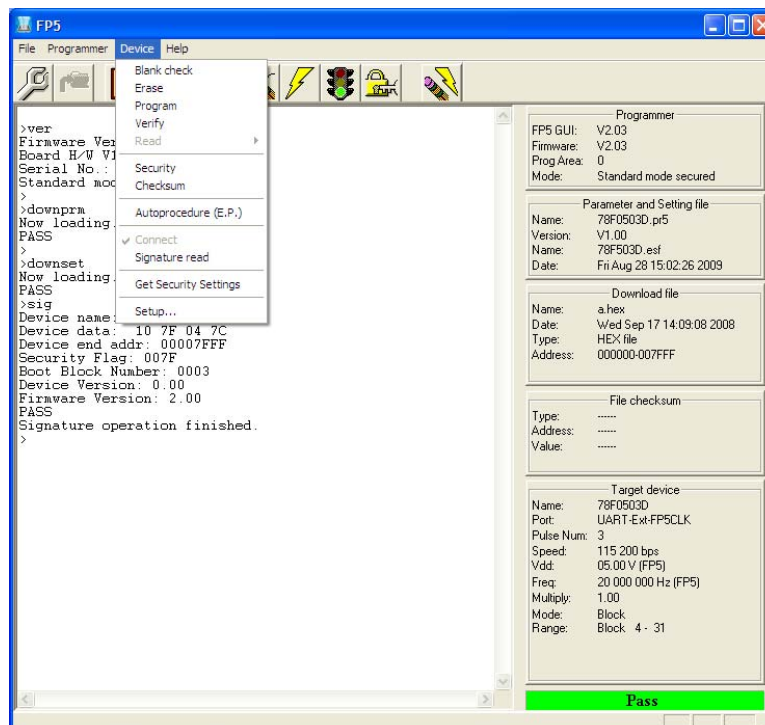 FP5
File Programmer Device Help
Blank check
Erase
Program
Verify
Read
Security
Checksum
Autoprocedure (E.P.)
Connect
Signature read
Get Security Settings
Setup...
>ver
Firmware Ver
Board H/W V1
Serial No.:
Standard mod
>
>downprm
Now loading.
PASS
>
>downset
Now loading.
PASS
>sig
Device name:
Device data: 10 7F 04 7C
Device end addr: 00007FFF
Security Flag: 007F
Boot Block Number: 0003
Device Version: 0.00
Firmware Version: 2.00
PASS
Signature operation finished.
>
Programmer
FP5 GUI: V2.03
Firmware: V2.03
Prog Area: 0
Mode: Standard mode secured
Parameter and Setting file
Name: 78F0503D.pr5
Version: V1.00
Name: 78F503D.esf
Date: Fri Aug 28 15:02:26 2009
Download file
Name: a.hex
Date: Wed Sep 17 14:09:08 2008
Type: HEX file
Address: 000000-007FFF
File checksum
Type: ------
Address: ------
Value: ------
Target device
Name: 78F0503D
Port: UART-Ext-FP5CLK
Pulse Num: 3
Speed: 115 200 bps
Vdd: 05.00 V (FP5)
Freq: 20 000 000 Hz (FP5)
Multiply: 1.00
Mode: Block
Range: Block 4 - 31
Pass